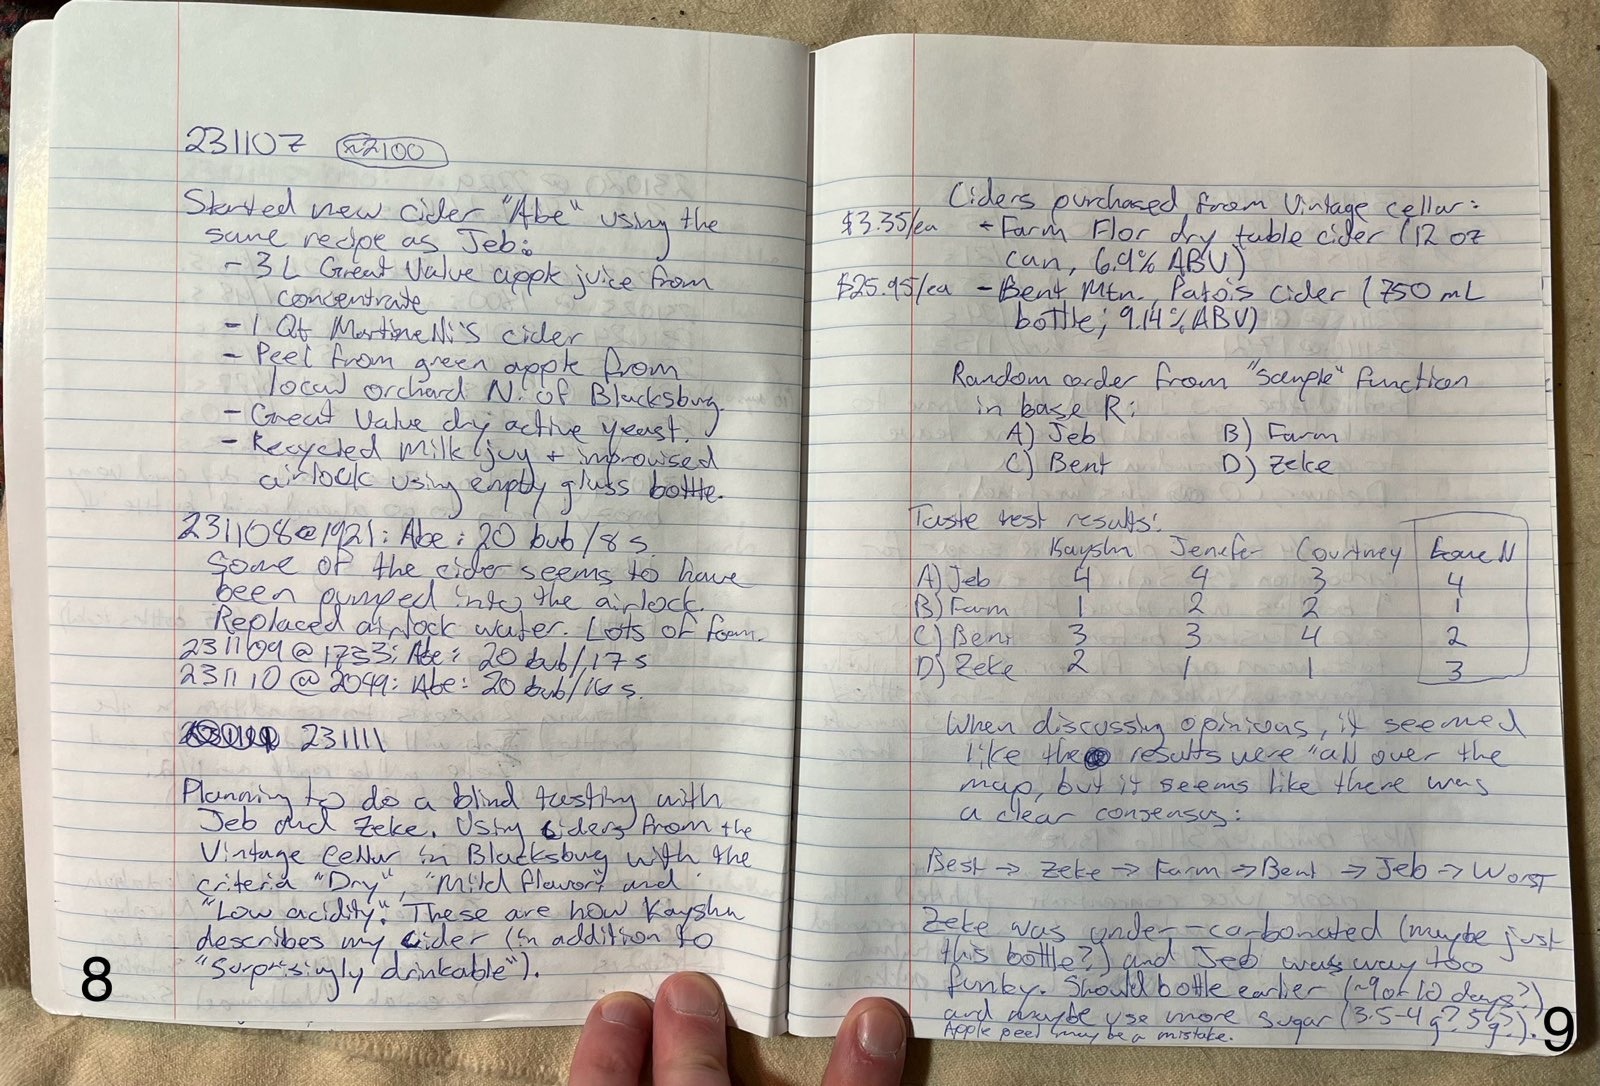 231107 ~2100
Started new cider "Abe" using the
same recipe as Jeb:
- 3 L Great Value apple juice from
concentrate
- 1 Qt Martinelli's cider
- Peel from green apple from
local orchard N. of Blacksburg.
- Great Value dry active yeast.
- Recycled milk jug + improvised
airlock using empty glass bottle.
231108@1921: Abe: 20 bub/8 s.
Some of the cider seems to have
been pumped into the airlock.
Replaced airlock water. Lots of foam.
231109 @ 1733: Abe: 20 bub/17 s
231110 @ 2049: Abe: 20 bub/16 s.
231111
Planning to do a blind tasting with
Jeb and Zeke. Using ciders from the
Vintage Cellar in Blacksburg with the
criteria "Dry", "Mild flavor", and
"Low acidity". These are how Kayshu
describes my cider (in addition to
"Surprisingly drinkable").
8
Ciders purchased from Vintage cellar:
$3.35/ea - Farm Flor dry table cider (12 oz
can, 6.9% ABV)
$25.95/ea - Bent Mtn. Patois cider (750 mL
bottle; 9.14% ABV)
Random order from "sample" function
in base R:
A) Jeb B) Farm
C) Bent D) Zeke
Taste test results:
Kayshu Jenefer Courtney
A) Jeb 4 4 3 4
B) Farm 1 2 2 1
C) Bent 3 3 4 2
D) Zeke 2 1 1 3
When discussing opinions, it seemed
like the results were "all over the
map, but it seems like there was
a clear consensus:
Best → Zeke → Farm → Bent → Jeb → Worst
Zeke was under-carbonated (maybe just
this bottle?) and Jeb was way too
funky. Should bottle earlier (~9 or 10 days?)
and maybe use more sugar (3.5-4 g? 5 g?).
Apple peel may be a mistake.
9